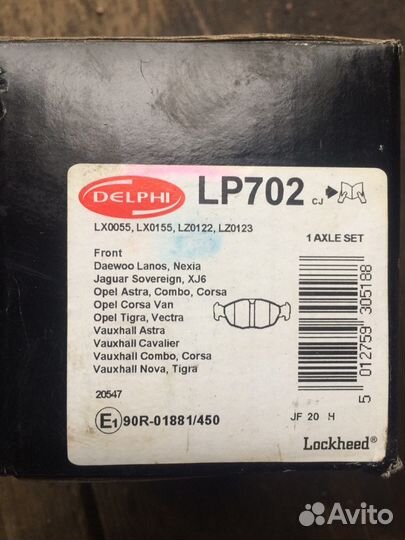 DELPHI
LP702 CJ
LX0055, LX0155, LZ0122, LZ0123
1 AXLE SET
Front
Daewoo Lanos, Nexia
Jaguar Sovereign, XJ6
Opel Astra, Combo, Corsa
Opel Corsa Van
Opel Tigra, Vectra
Vauxhall Astra
Vauxhall Cavalier
Vauxhall Combo, Corsa
Vauxhall Nova, Tigra
20547
E1 90R-01881/450
5 012759 305188
JF 20 H
Lockheed®
Avito